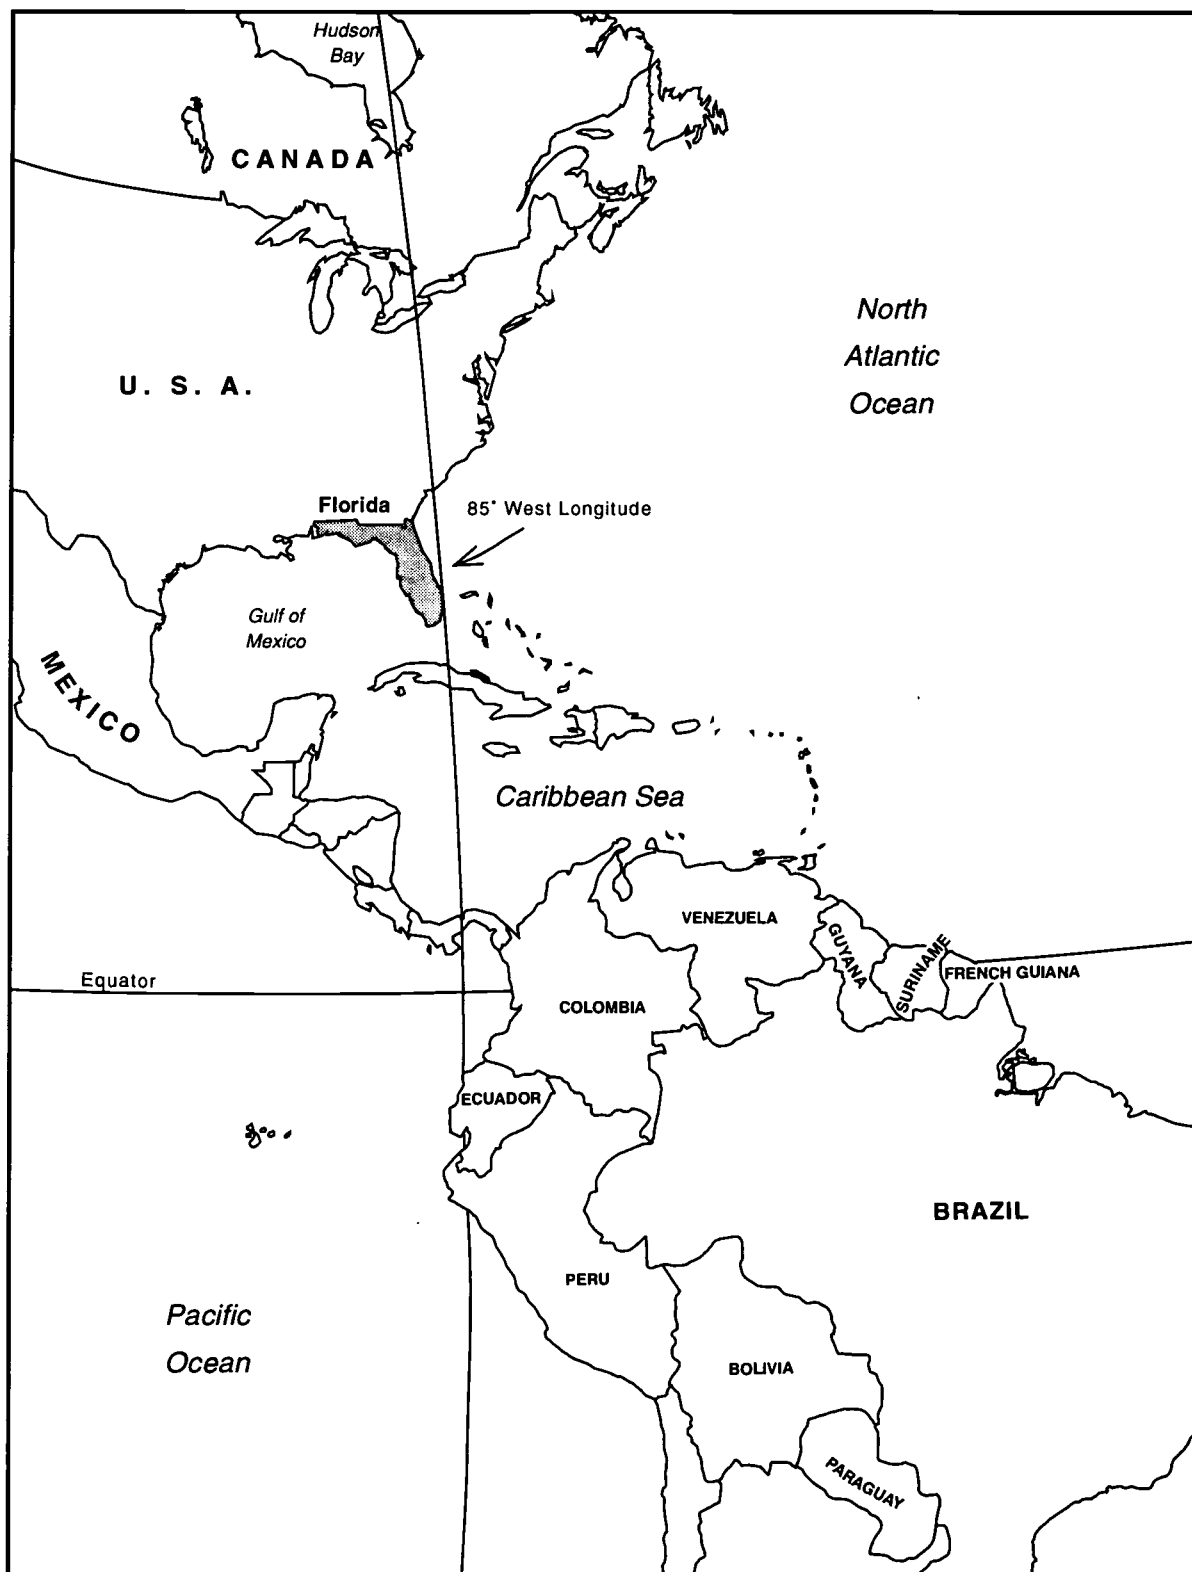 Hudson
Bay
CANADA
North
Atlantic
Ocean
U. S. A.
Florida
85° West Longitude
Gulf of
Mexico
MEXICO
Caribbean Sea
VENEZUELA
GUYANA
SURINAME
FRENCH GUIANA
Equator
COLOMBIA
ECUADOR
BRAZIL
PERU
Pacific
Ocean
BOLIVIA
PARAGUAY